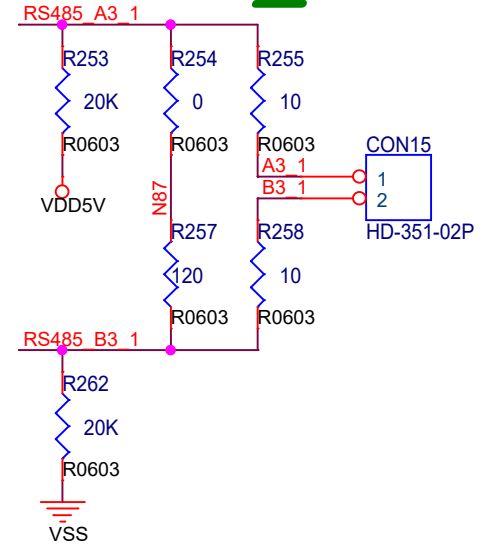 RS485_A3_1
R253
R254
R255
20K
0
10
R0603
R0603
R0603
CON15
A3_1
1
B3_1
2
VDD5V
N87
HD-351-02P
R257
R258
120
10
R0603
R0603
RS485_B3_1
R262
20K
R0603
VSS